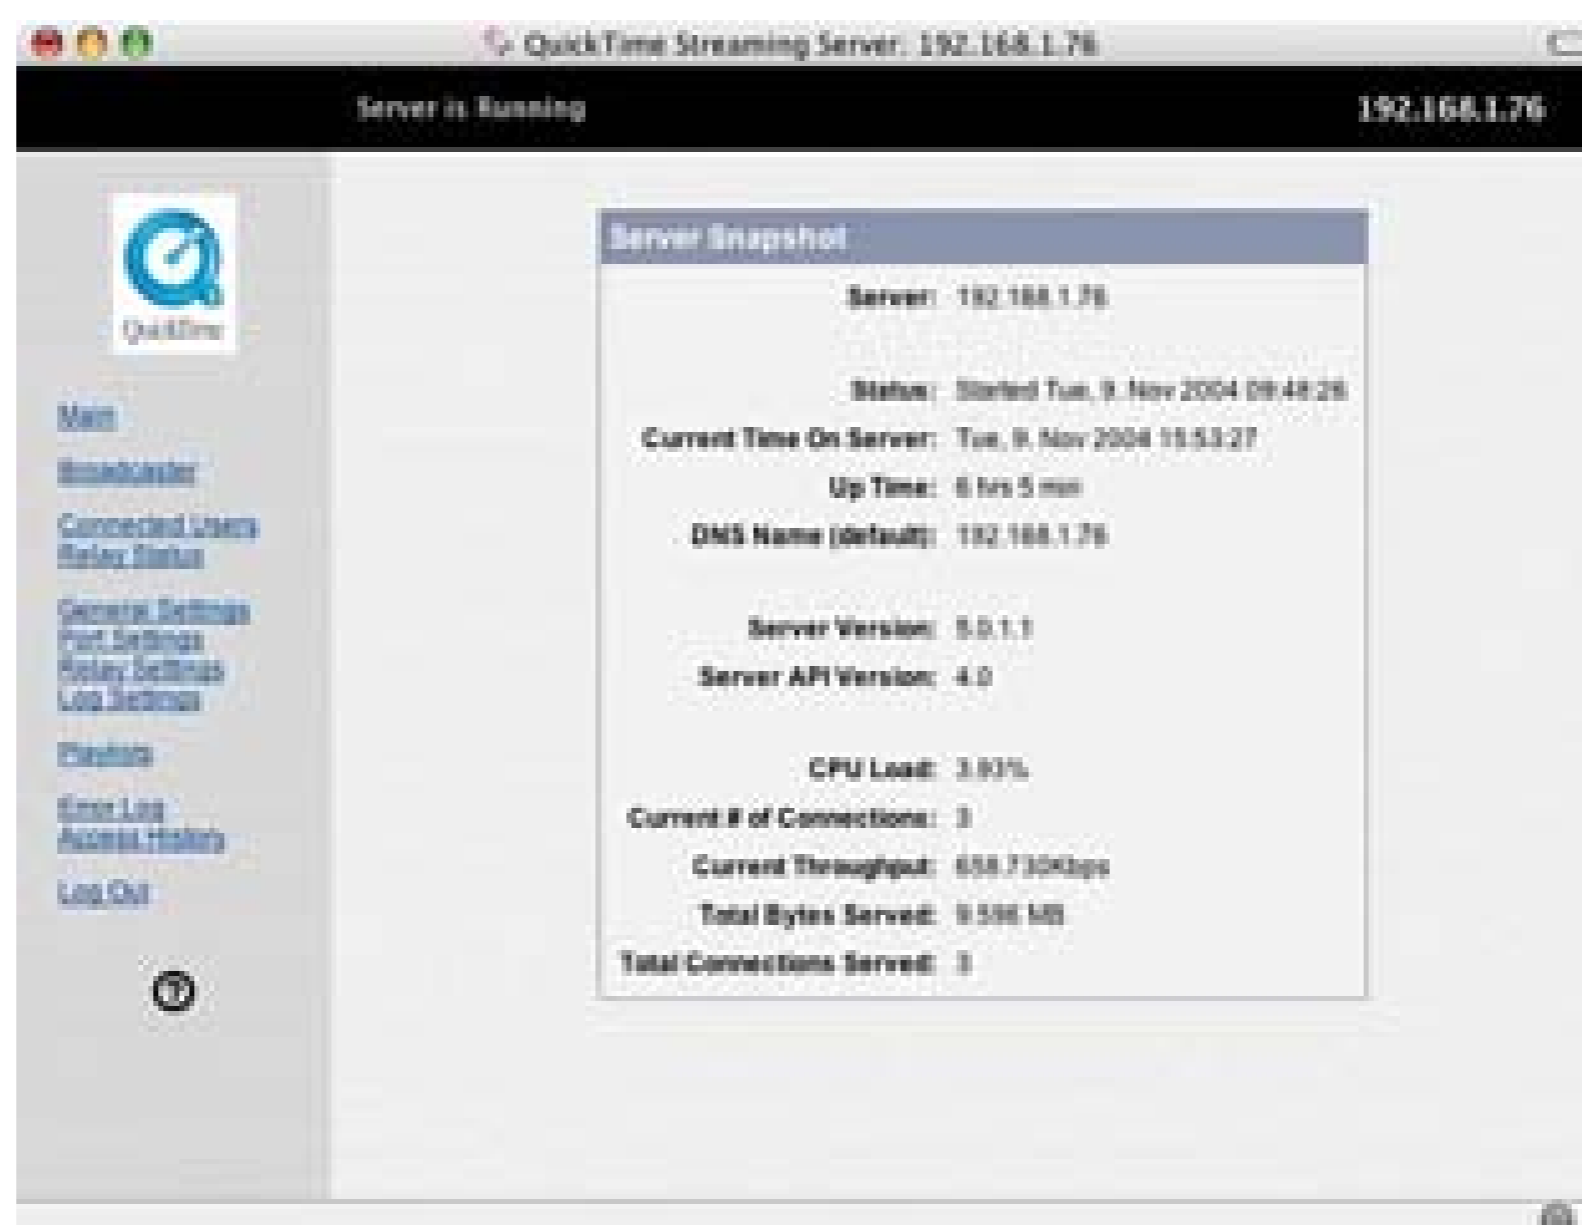 QuickTime Streaming Server: 192.168.1.76
Server is Running
192.168.1.76
QuickTime
Main
Broadcaster
Connected Users
Relay Status
General Settings
Port Settings
Relay Settings
Log Settings
Playlists
Error Log
Access History
Log Out
?
Server Snapshot
Server: 192.168.1.76
Status: Started Tue, 9. Nov 2004 09:48:26
Current Time On Server: Tue, 9. Nov 2004 15:53:27
Up Time: 6 hrs 5 min
DNS Name (default): 192.168.1.76
Server Version: 5.0.1.1
Server API Version: 4.0
CPU Load: 3.93%
Current # of Connections: 3
Current Throughput: 658.730Kbps
Total Bytes Served: 9.596 MB
Total Connections Served: 3